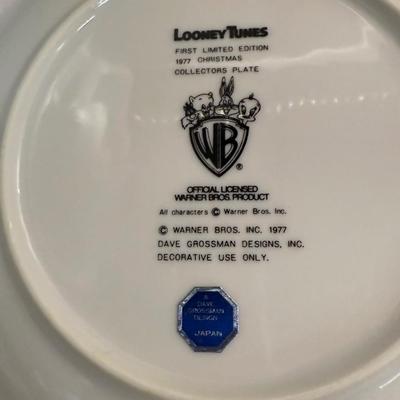 LOONEY TUNES
FIRST LIMITED EDITION
1977 CHRISTMAS
COLLECTORS PLATE
WB
®
OFFICIAL LICENSED
WARNER BROS. PRODUCT
All characters © Warner Bros. Inc.
© WARNER BROS. INC. 1977
DAVE GROSSMAN DESIGNS, INC.
DECORATIVE USE ONLY.
A
DAVE
GROSSMAN
DESIGN
JAPAN